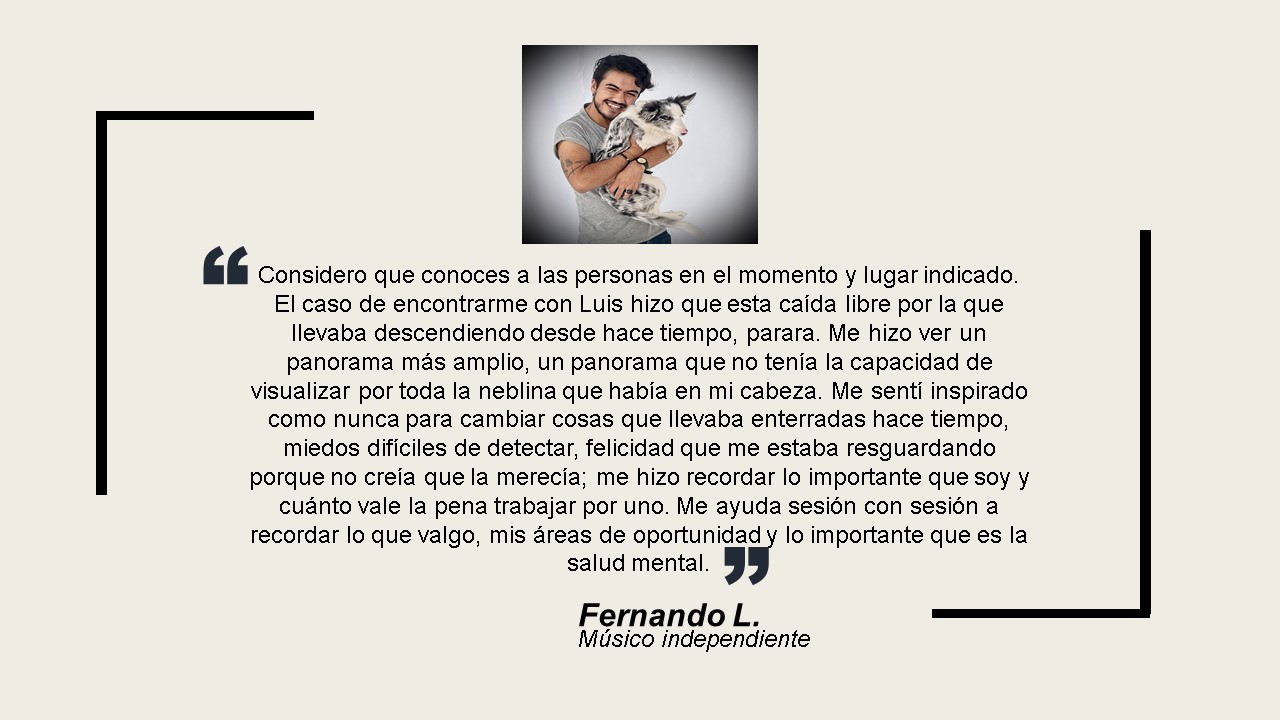 “ Considero que conoces a las personas en el momento y lugar indicado.
El caso de encontrarme con Luis hizo que esta caída libre por la que
llevaba descendiendo desde hace tiempo, parara. Me hizo ver un
panorama más amplio, un panorama que no tenía la capacidad de
visualizar por toda la neblina que había en mi cabeza. Me sentí inspirado
como nunca para cambiar cosas que llevaba enterradas hace tiempo,
miedos difíciles de detectar, felicidad que me estaba resguardando
porque no creía que la merecía; me hizo recordar lo importante que soy y
cuánto vale la pena trabajar por uno. Me ayuda sesión con sesión a
recordar lo que valgo, mis áreas de oportunidad y lo importante que es la
salud mental. ”
Fernando L.
Músico independiente